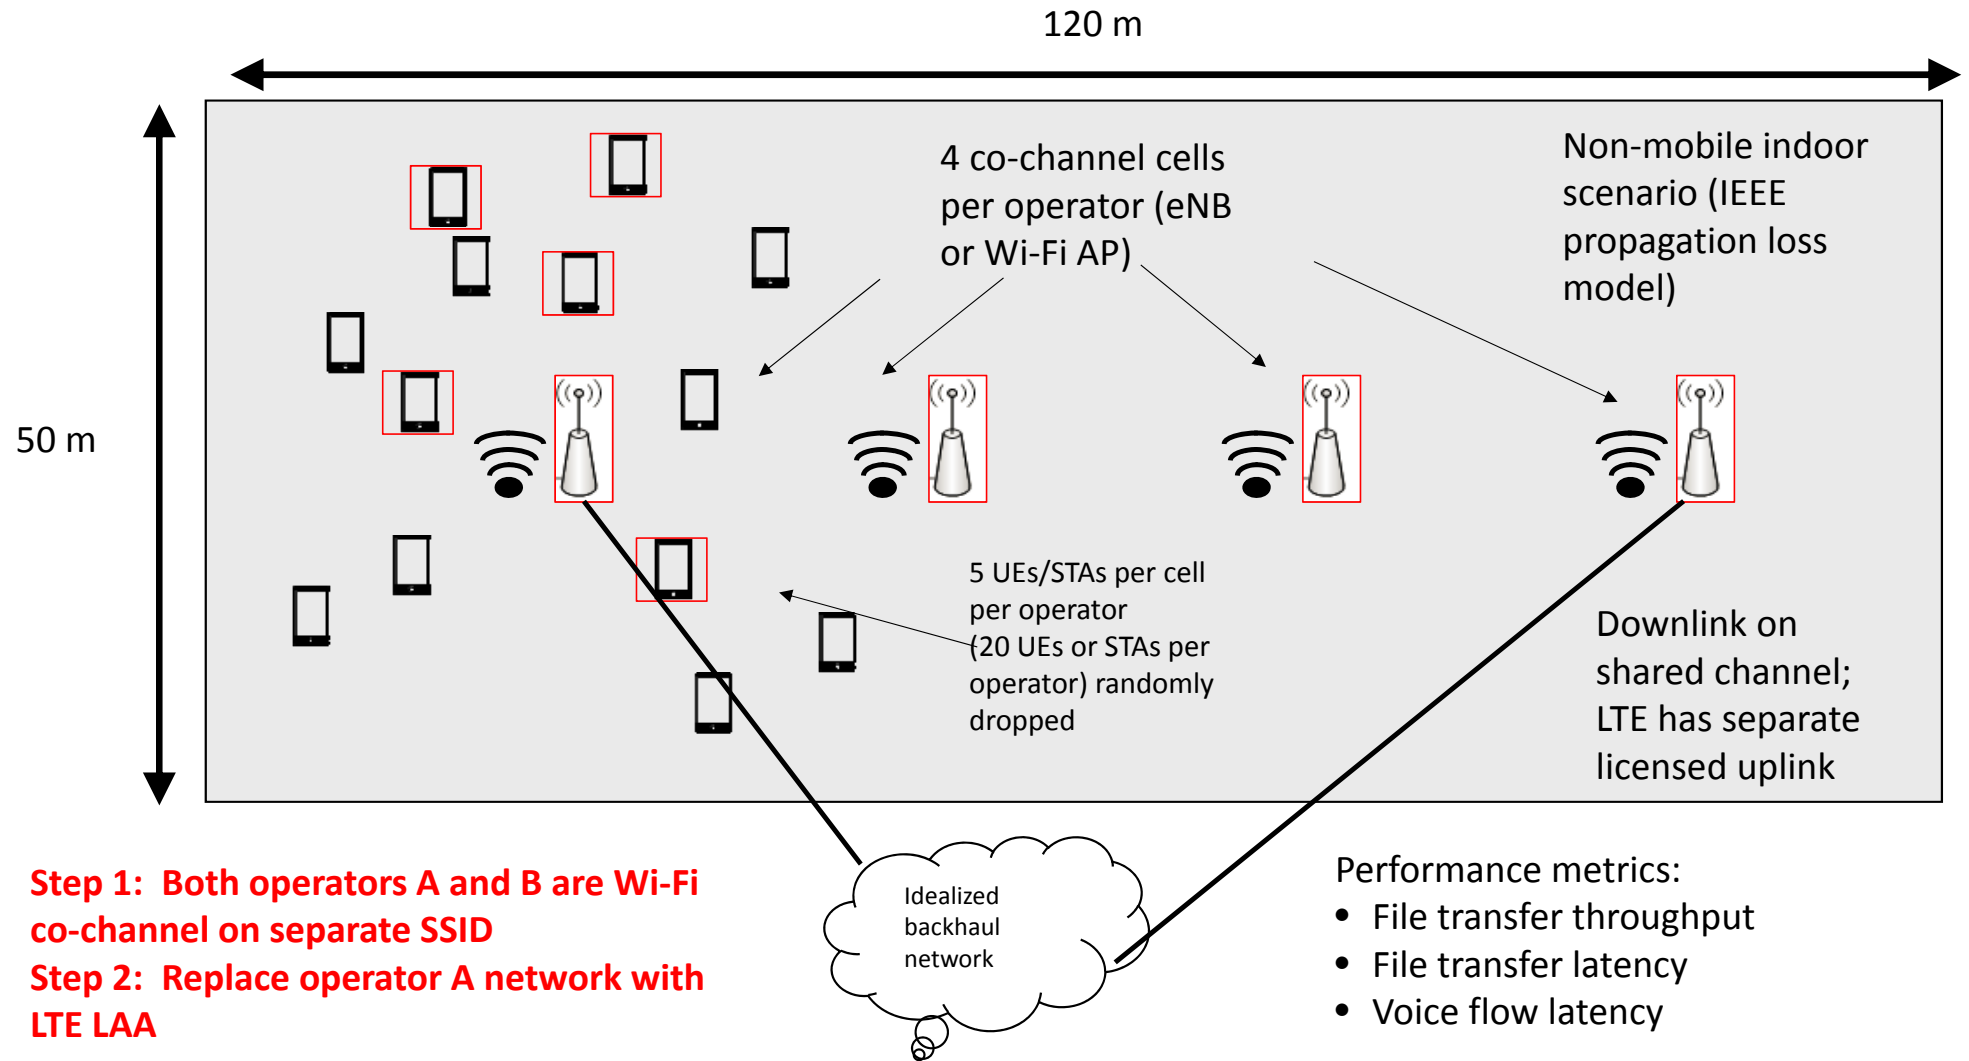 120 m
50 m
4 co-channel cells
per operator (eNB
or Wi-Fi AP)
Non-mobile indoor
scenario (IEEE
propagation loss
model)
5 UEs/STAs per cell
per operator
(20 UEs or STAs per
operator) randomly
dropped
Downlink on
shared channel;
LTE has separate
licensed uplink
Step 1:  Both operators A and B are Wi-Fi
co-channel on separate SSID
Step 2:  Replace operator A network with
LTE LAA
Idealized
backhaul
network
Performance metrics:
• File transfer throughput
• File transfer latency
• Voice flow latency